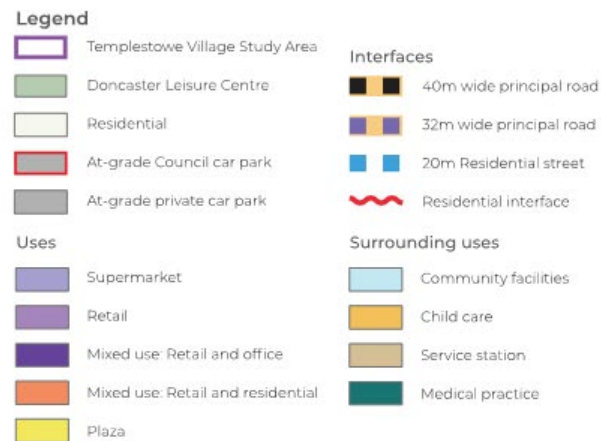 Legend
Templestowe Village Study Area
Doncaster Leisure Centre
Residential
At-grade Council car park
At-grade private car park
Uses
Supermarket
Retail
Mixed use: Retail and office
Mixed use: Retail and residential
Plaza
Interfaces
40m wide principal road
32m wide principal road
20m Residential street
Residential interface
Surrounding uses
Community facilities
Child care
Service station
Medical practice